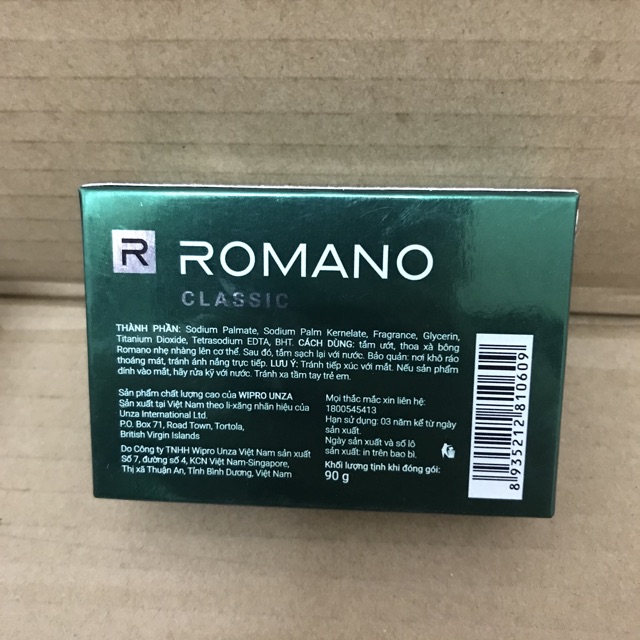 R ROMANO
CLASSIC
THÀNH PHẦN: Sodium Palmate, Sodium Palm Kernelate, Fragrance, Glycerin,
Titanium Dioxide, Tetrasodium EDTA, BHT. CÁCH DÙNG: tắm ướt, thoa xà bông
Romano nhẹ nhàng lên cơ thể. Sau đó, tắm sạch lại với nước. Bảo quản: nơi khô ráo
thoáng mát, tránh ánh nắng trực tiếp. LƯU Ý: Tránh tiếp xúc với mắt. Nếu sản phẩm
dính vào mắt, hãy rửa kỹ với nước. Tránh xa tầm tay trẻ em.
Sản phẩm chất lượng cao của WIPRO UNZA
Sản xuất tại Việt Nam theo li-xăng nhãn hiệu của
Unza International Ltd.
P.O. Box 71, Road Town, Tortola,
British Virgin Islands
Do Công ty TNHH Wipro Unza Việt Nam sản xuất
Số 7, đường số 4, KCN Việt Nam-Singapore,
Thị xã Thuận An, Tỉnh Bình Dương, Việt Nam
Mọi thắc mắc xin liên hệ:
1800545413
Hạn sử dụng: 03 năm kể từ ngày
sản xuất.
Ngày sản xuất và số lô
sản xuất: in trên bao bì.
Khối lượng tịnh khi đóng gói:
90 g
8 935212 810609